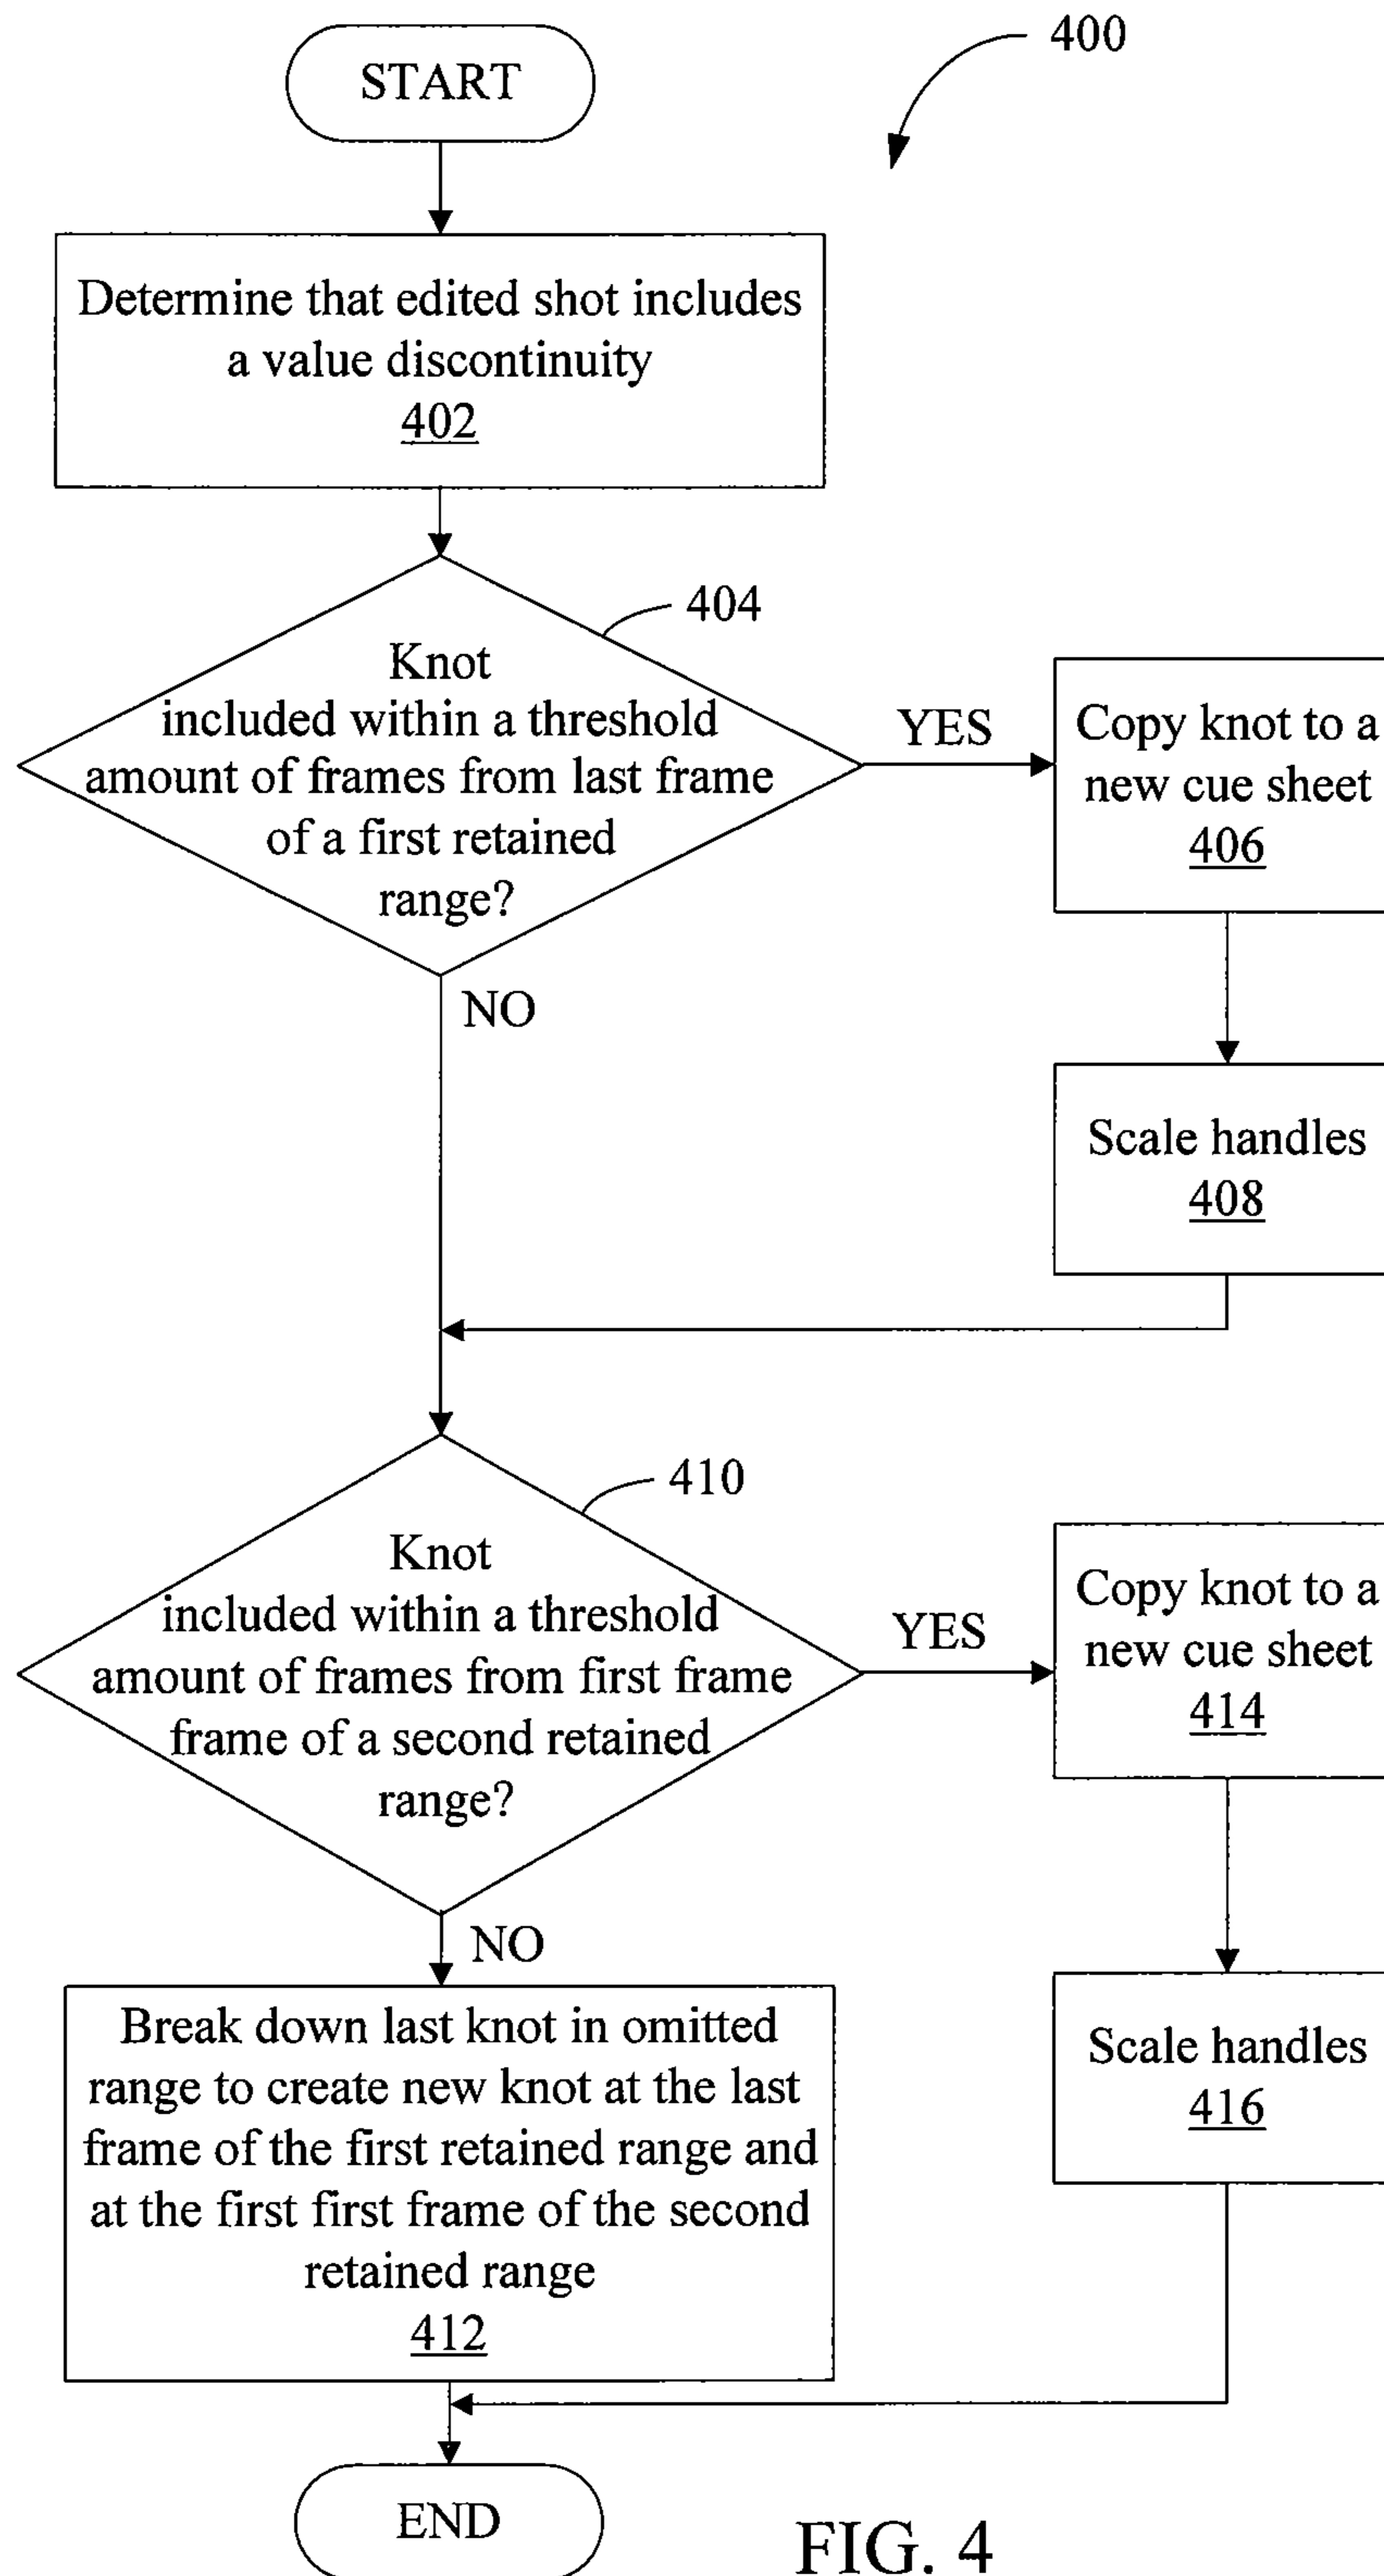 START
400
Determine that edited shot includes
a value discontinuity
402
404
Knot
included within a threshold
amount of frames from last frame
of a first retained
range?
YES
Copy knot to a
new cue sheet
406
NO
Scale handles
408
410
Knot
included within a threshold
amount of frames from first frame
frame of a second retained
range?
YES
Copy knot to a
new cue sheet
414
NO
Break down last knot in omitted
range to create new knot at the last
frame of the first retained range and
at the first first frame of the second
retained range
412
Scale handles
416
END
FIG. 4